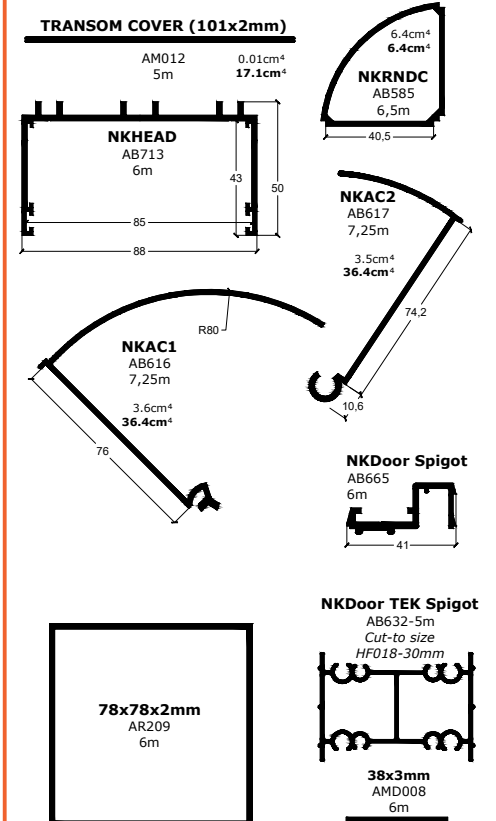 TRANSOM COVER (101x2mm)
AM012
5m
0.01cm⁴
17.1cm⁴
6.4cm⁴
6.4cm⁴
NKRNDC
AB585
6,5m
40,5
NKHEAD
AB713
6m
43
50
85
88
NKAC2
AB617
7,25m
3.5cm⁴
36.4cm⁴
74,2
10,6
R80
NKAC1
AB616
7,25m
3.6cm⁴
36.4cm⁴
76
NKDoor Spigot
AB665
6m
41
NKDoor TEK Spigot
AB632-5m
Cut-to size
HF018-30mm
78x78x2mm
AR209
6m
38x3mm
AMD008
6m